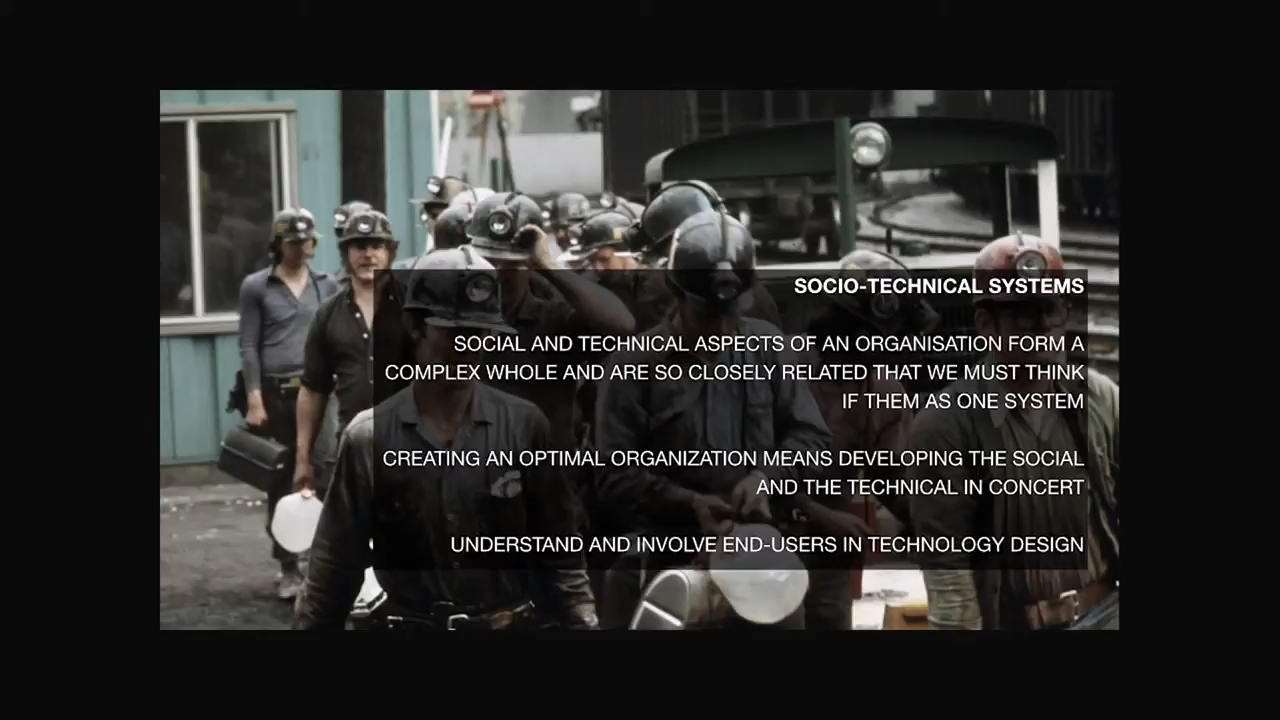 SOCIO-TECHNICAL SYSTEMS
SOCIAL AND TECHNICAL ASPECTS OF AN ORGANISATION FORM A
COMPLEX WHOLE AND ARE SO CLOSELY RELATED THAT WE MUST THINK
IF THEM AS ONE SYSTEM
CREATING AN OPTIMAL ORGANIZATION MEANS DEVELOPING THE SOCIAL
AND THE TECHNICAL IN CONCERT
UNDERSTAND AND INVOLVE END-USERS IN TECHNOLOGY DESIGN